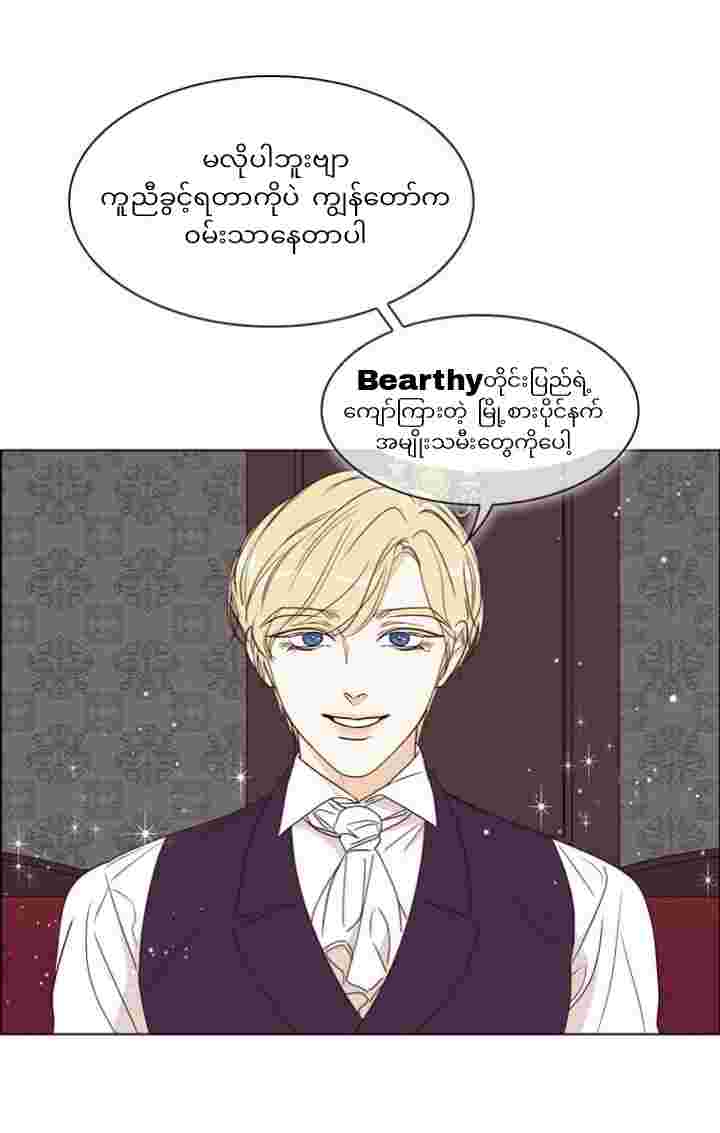 မလိုပါဘူးဗျာ
ကူညီခွင့်ရတာကိုပဲ ကျွန်တော်က
ဝမ်းသာနေတာပါ
Bearthyတိုင်းပြည်ရဲ့
ကျော်ကြားတဲ့ မြို့စားပိုင်နက်
အမျိုးသမီးတွေကိုပေါ့